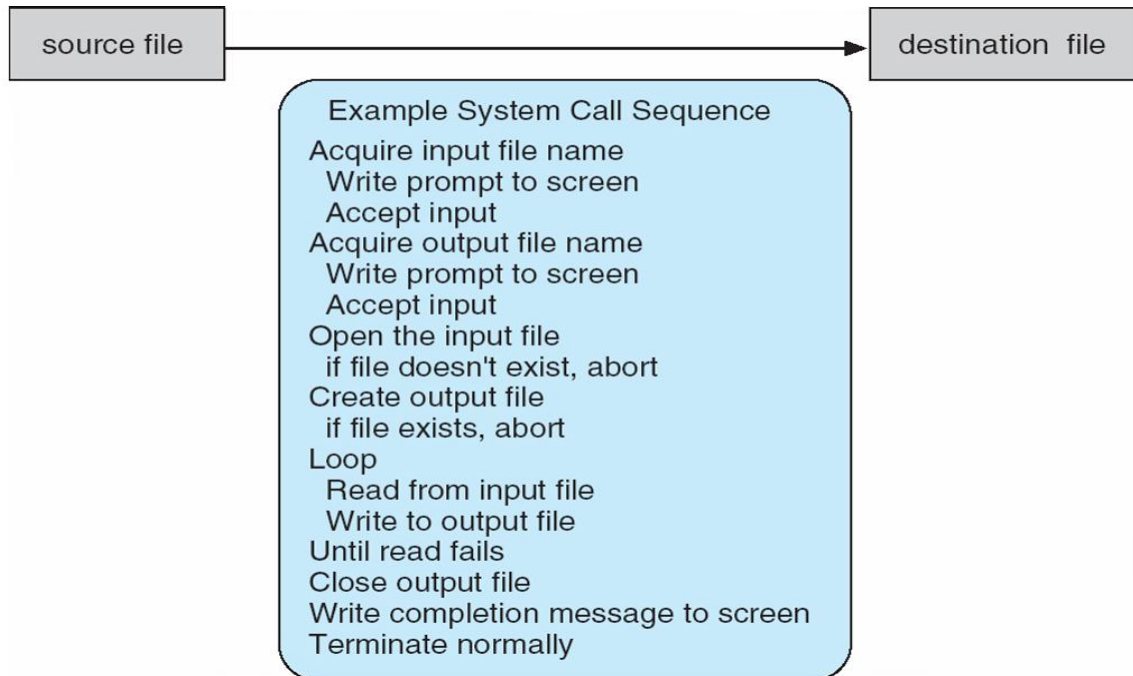 source file
destination file
Example System Call Sequence
Acquire input file name
Write prompt to screen
Accept input
Acquire output file name
Write prompt to screen
Accept input
Open the input file
if file doesn't exist, abort
Create output file
if file exists, abort
Loop
Read from input file
Write to output file
Until read fails
Close output file
Write completion message to screen
Terminate normally